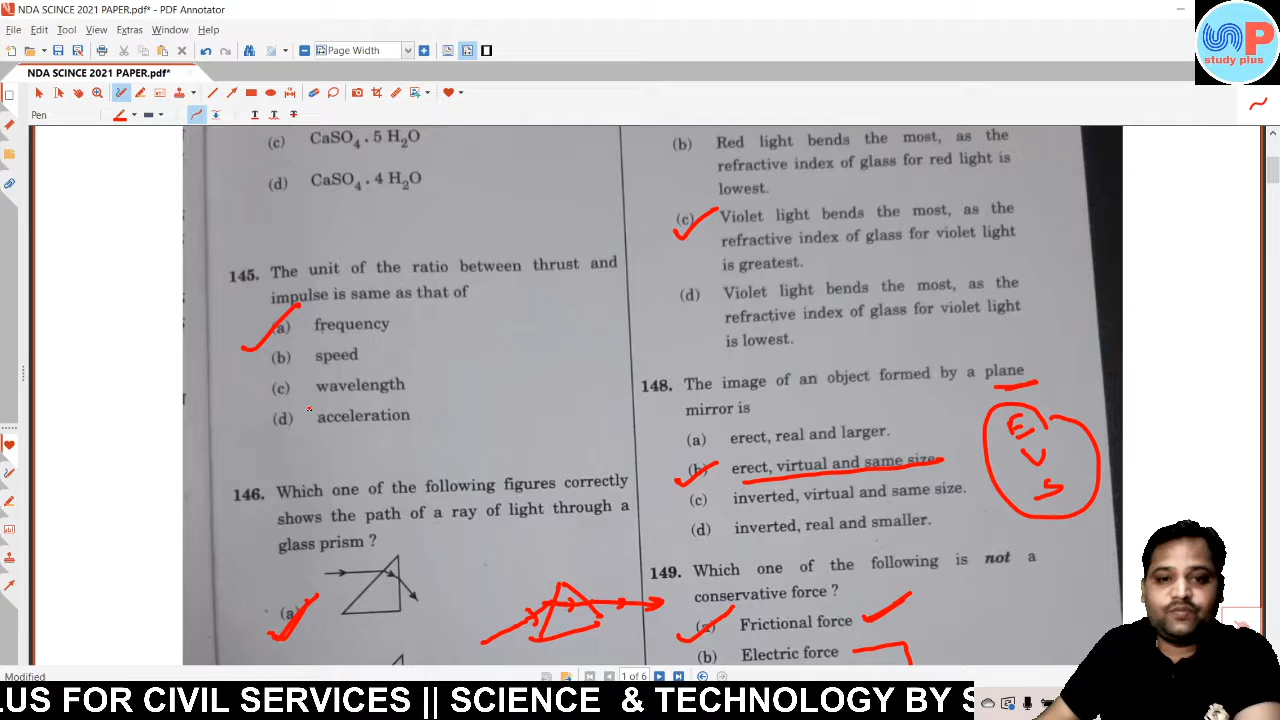 NDA SCINCE 2021 PAPER.pdf* - PDF Annotator
File Edit Tool View Extras Window Help
Page Width
NDA SCINCE 2021 PAPER.pdf*
Pen
SP
study plus
(c) CaSO4 . 5 H2O
(d) CaSO4 . 4 H2O
145. The unit of the ratio between thrust and
impulse is same as that of
(a) frequency
(b) speed
(c) wavelength
(d) acceleration
146. Which one of the following figures correctly
shows the path of a ray of light through a
glass prism ?
(a)
(b) Red light bends the most, as the
refractive index of glass for red light is
lowest.
(c) Violet light bends the most, as the
refractive index of glass for violet light
is greatest.
(d) Violet light bends the most, as the
refractive index of glass for violet light
is lowest.
148. The image of an object formed by a plane
mirror is
(a) erect, real and larger.
(b) erect, virtual and same size.
(c) inverted, virtual and same size.
(d) inverted, real and smaller.
E
V
S
149. Which one of the following is not a
conservative force ?
(a) Frictional force
(b) Electric force
Modified
1 of 6
LUS FOR CIVIL SERVICES || SCIENCE & TECHNOLOGY BY S